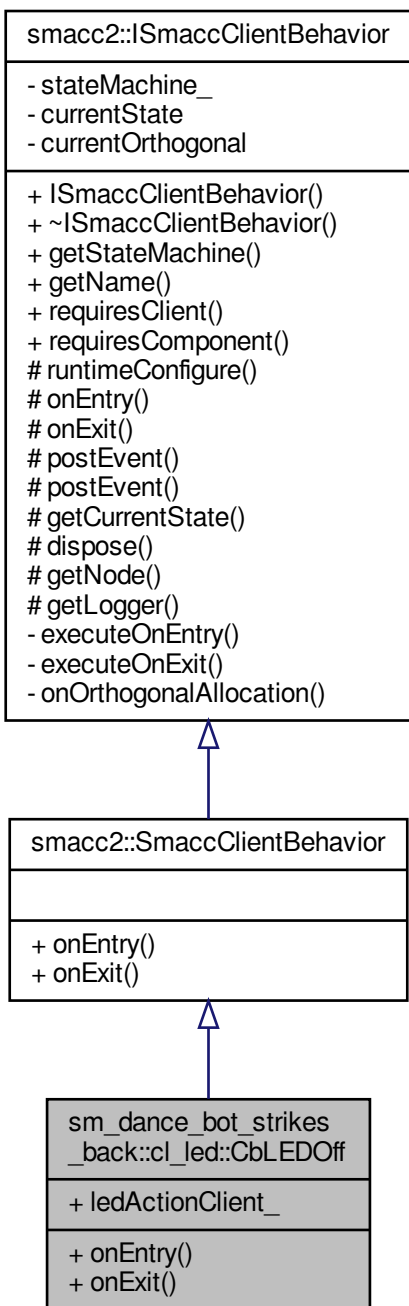 smacc2::ISmaccClientBehavior
- stateMachine_
- currentState
- currentOrthogonal
+ ISmaccClientBehavior()
+ ~ISmaccClientBehavior()
+ getStateMachine()
+ getName()
+ requiresClient()
+ requiresComponent()
# runtimeConfigure()
# onEntry()
# onExit()
# postEvent()
# postEvent()
# getCurrentState()
# dispose()
# getNode()
# getLogger()
- executeOnEntry()
- executeOnExit()
- onOrthogonalAllocation()
smacc2::SmaccClientBehavior
+ onEntry()
+ onExit()
sm_dance_bot_strikes
_back::cl_led::CbLEDOff
+ ledActionClient_
+ onEntry()
+ onExit()